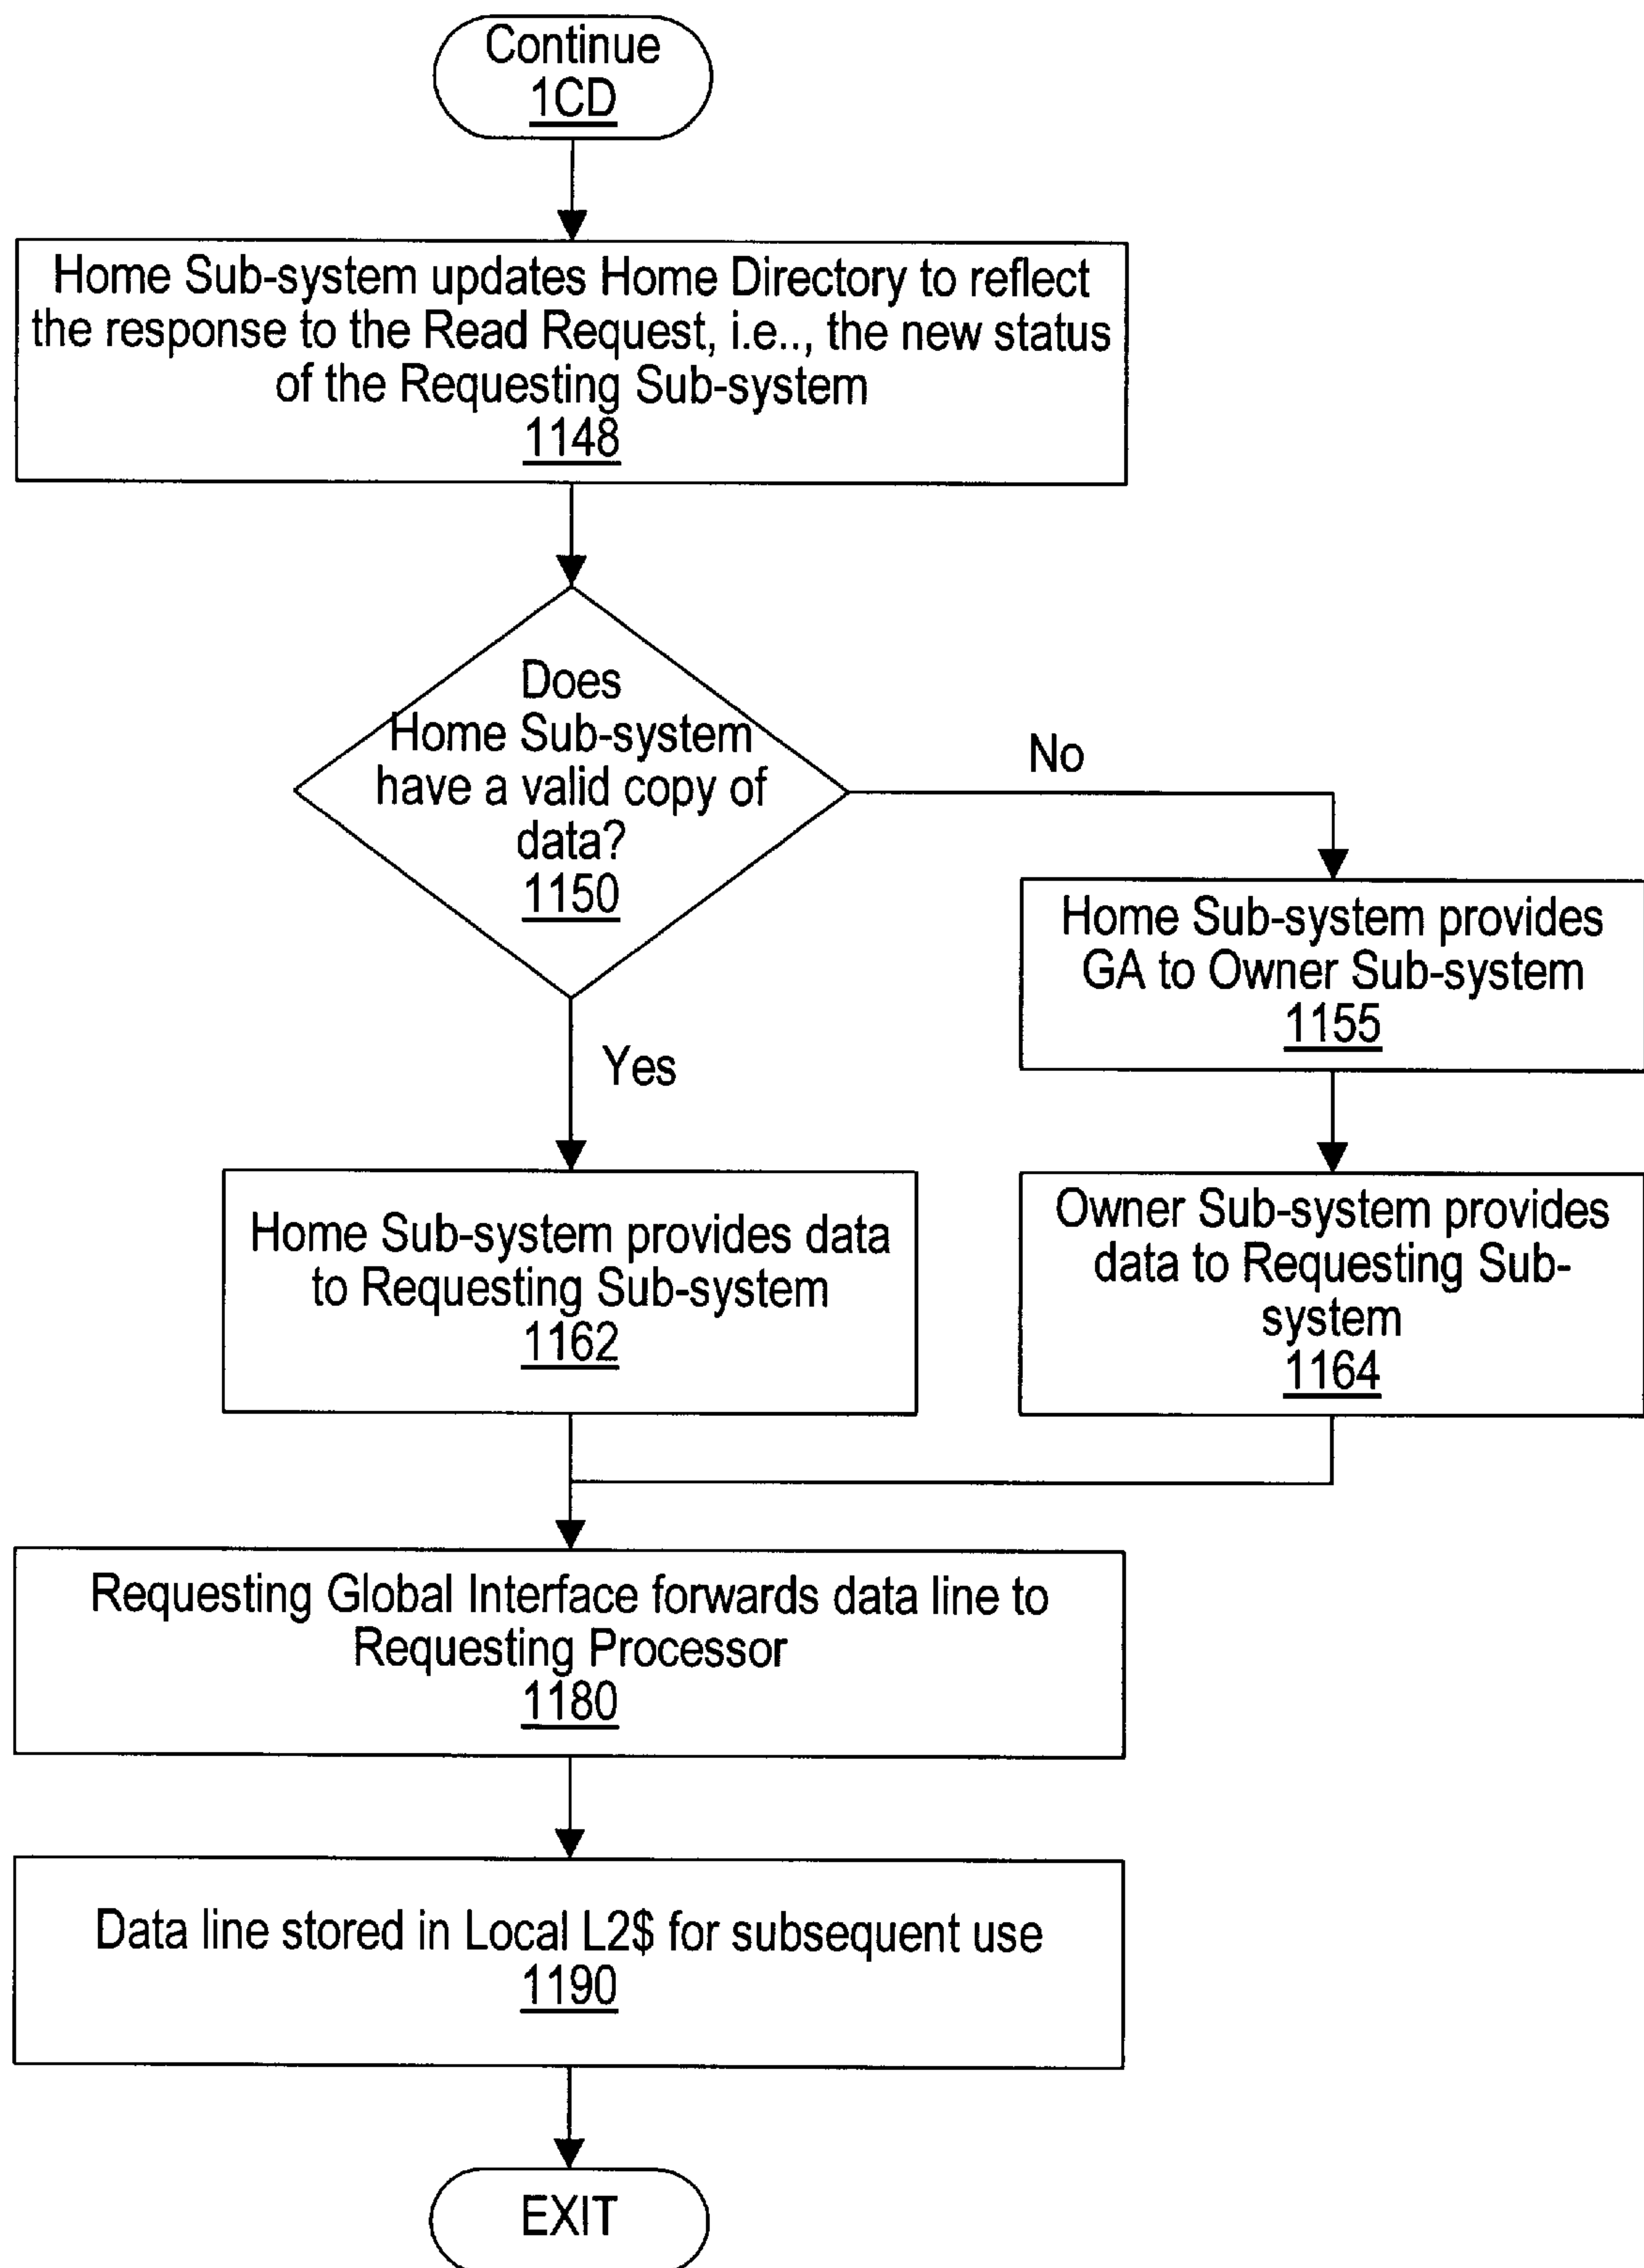 Continue
1CD
Home Sub-system updates Home Directory to reflect
the response to the Read Request, i.e.., the new status
of the Requesting Sub-system
1148
Does
Home Sub-system
have a valid copy of
data?
1150
No
Home Sub-system provides
GA to Owner Sub-system
1155
Yes
Home Sub-system provides data
to Requesting Sub-system
1162
Owner Sub-system provides
data to Requesting Sub-
system
1164
Requesting Global Interface forwards data line to
Requesting Processor
1180
Data line stored in Local L2$ for subsequent use
1190
EXIT